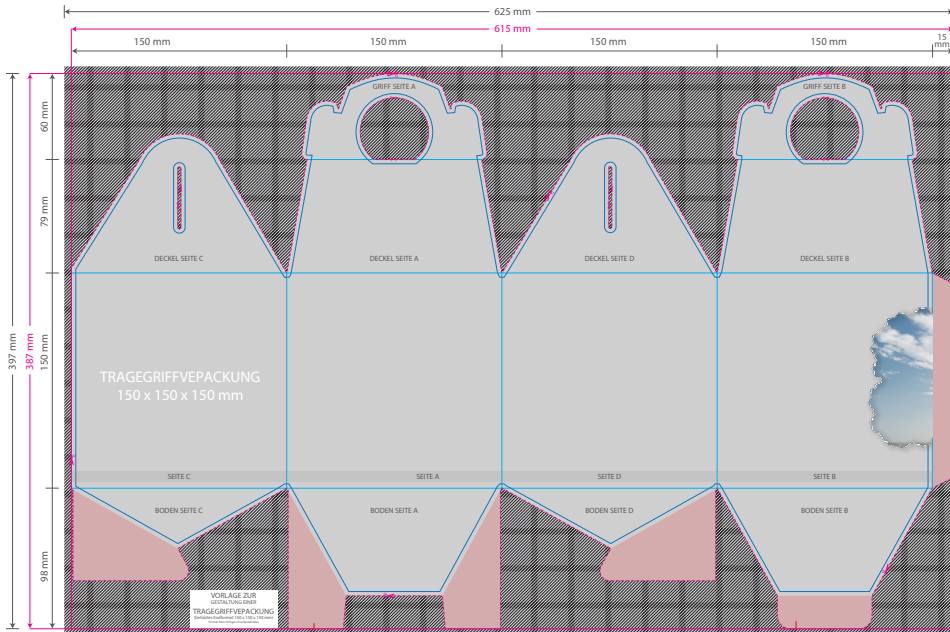 625 mm
615 mm
150 mm
150 mm
150 mm
150 mm
15
mm
397 mm
387 mm
60 mm
79 mm
150 mm
98 mm
GRIFF SEITE A
GRIFF SEITE B
DECKEL SEITE C
DECKEL SEITE A
DECKEL SEITE D
DECKEL SEITE B
TRAGEGRIFFVEPACKUNG
150 x 150 x 150 mm
SEITE C
SEITE A
SEITE D
SEITE B
BODEN SEITE C
BODEN SEITE A
BODEN SEITE D
BODEN SEITE B
VORLAGE ZUR
GESTALTUNG EINER
TRAGEGRIFFVEPACKUNG